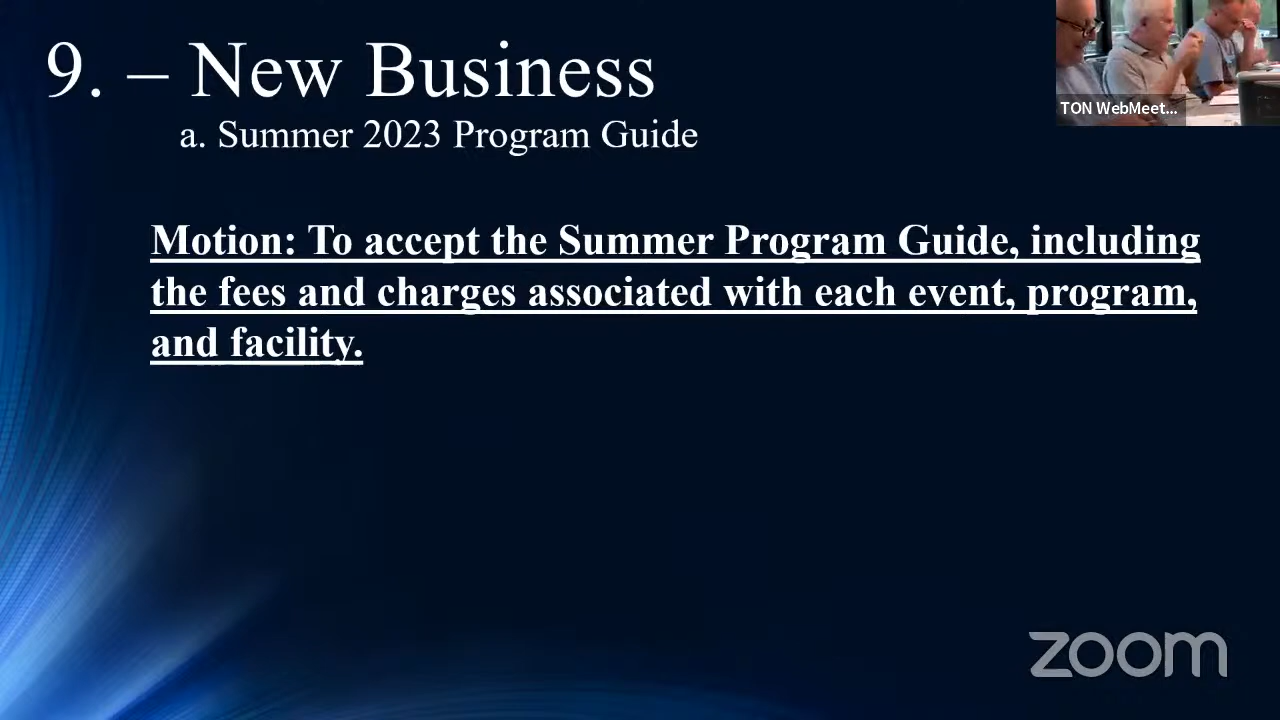 9. – New Business
a. Summer 2023 Program Guide
TON WebMeet...
Motion: To accept the Summer Program Guide, including
the fees and charges associated with each event, program,
and facility.
zoom